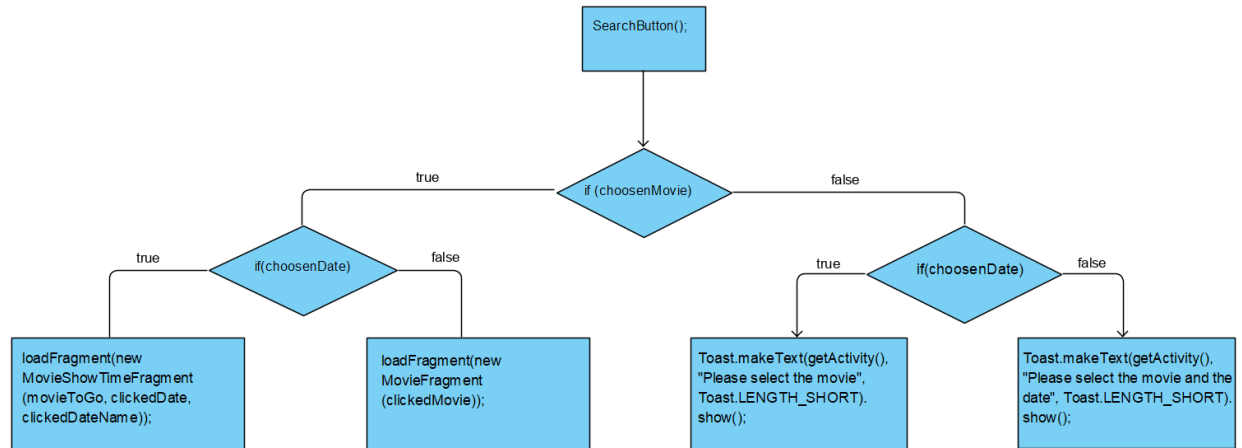 SearchButton();
true
if (choosenMovie)
false
true
if(choosenDate)
false
true
if(choosenDate)
false
loadFragment(new
MovieShowTimeFragment
(movieToGo, clickedDate,
clickedDateName));
loadFragment(new
MovieFragment
(clickedMovie));
Toast.makeText(getActivity(),
"Please select the movie",
Toast.LENGTH_SHORT).
show();
Toast.makeText(getActivity(),
"Please select the movie and the
date", Toast.LENGTH_SHORT).
show();